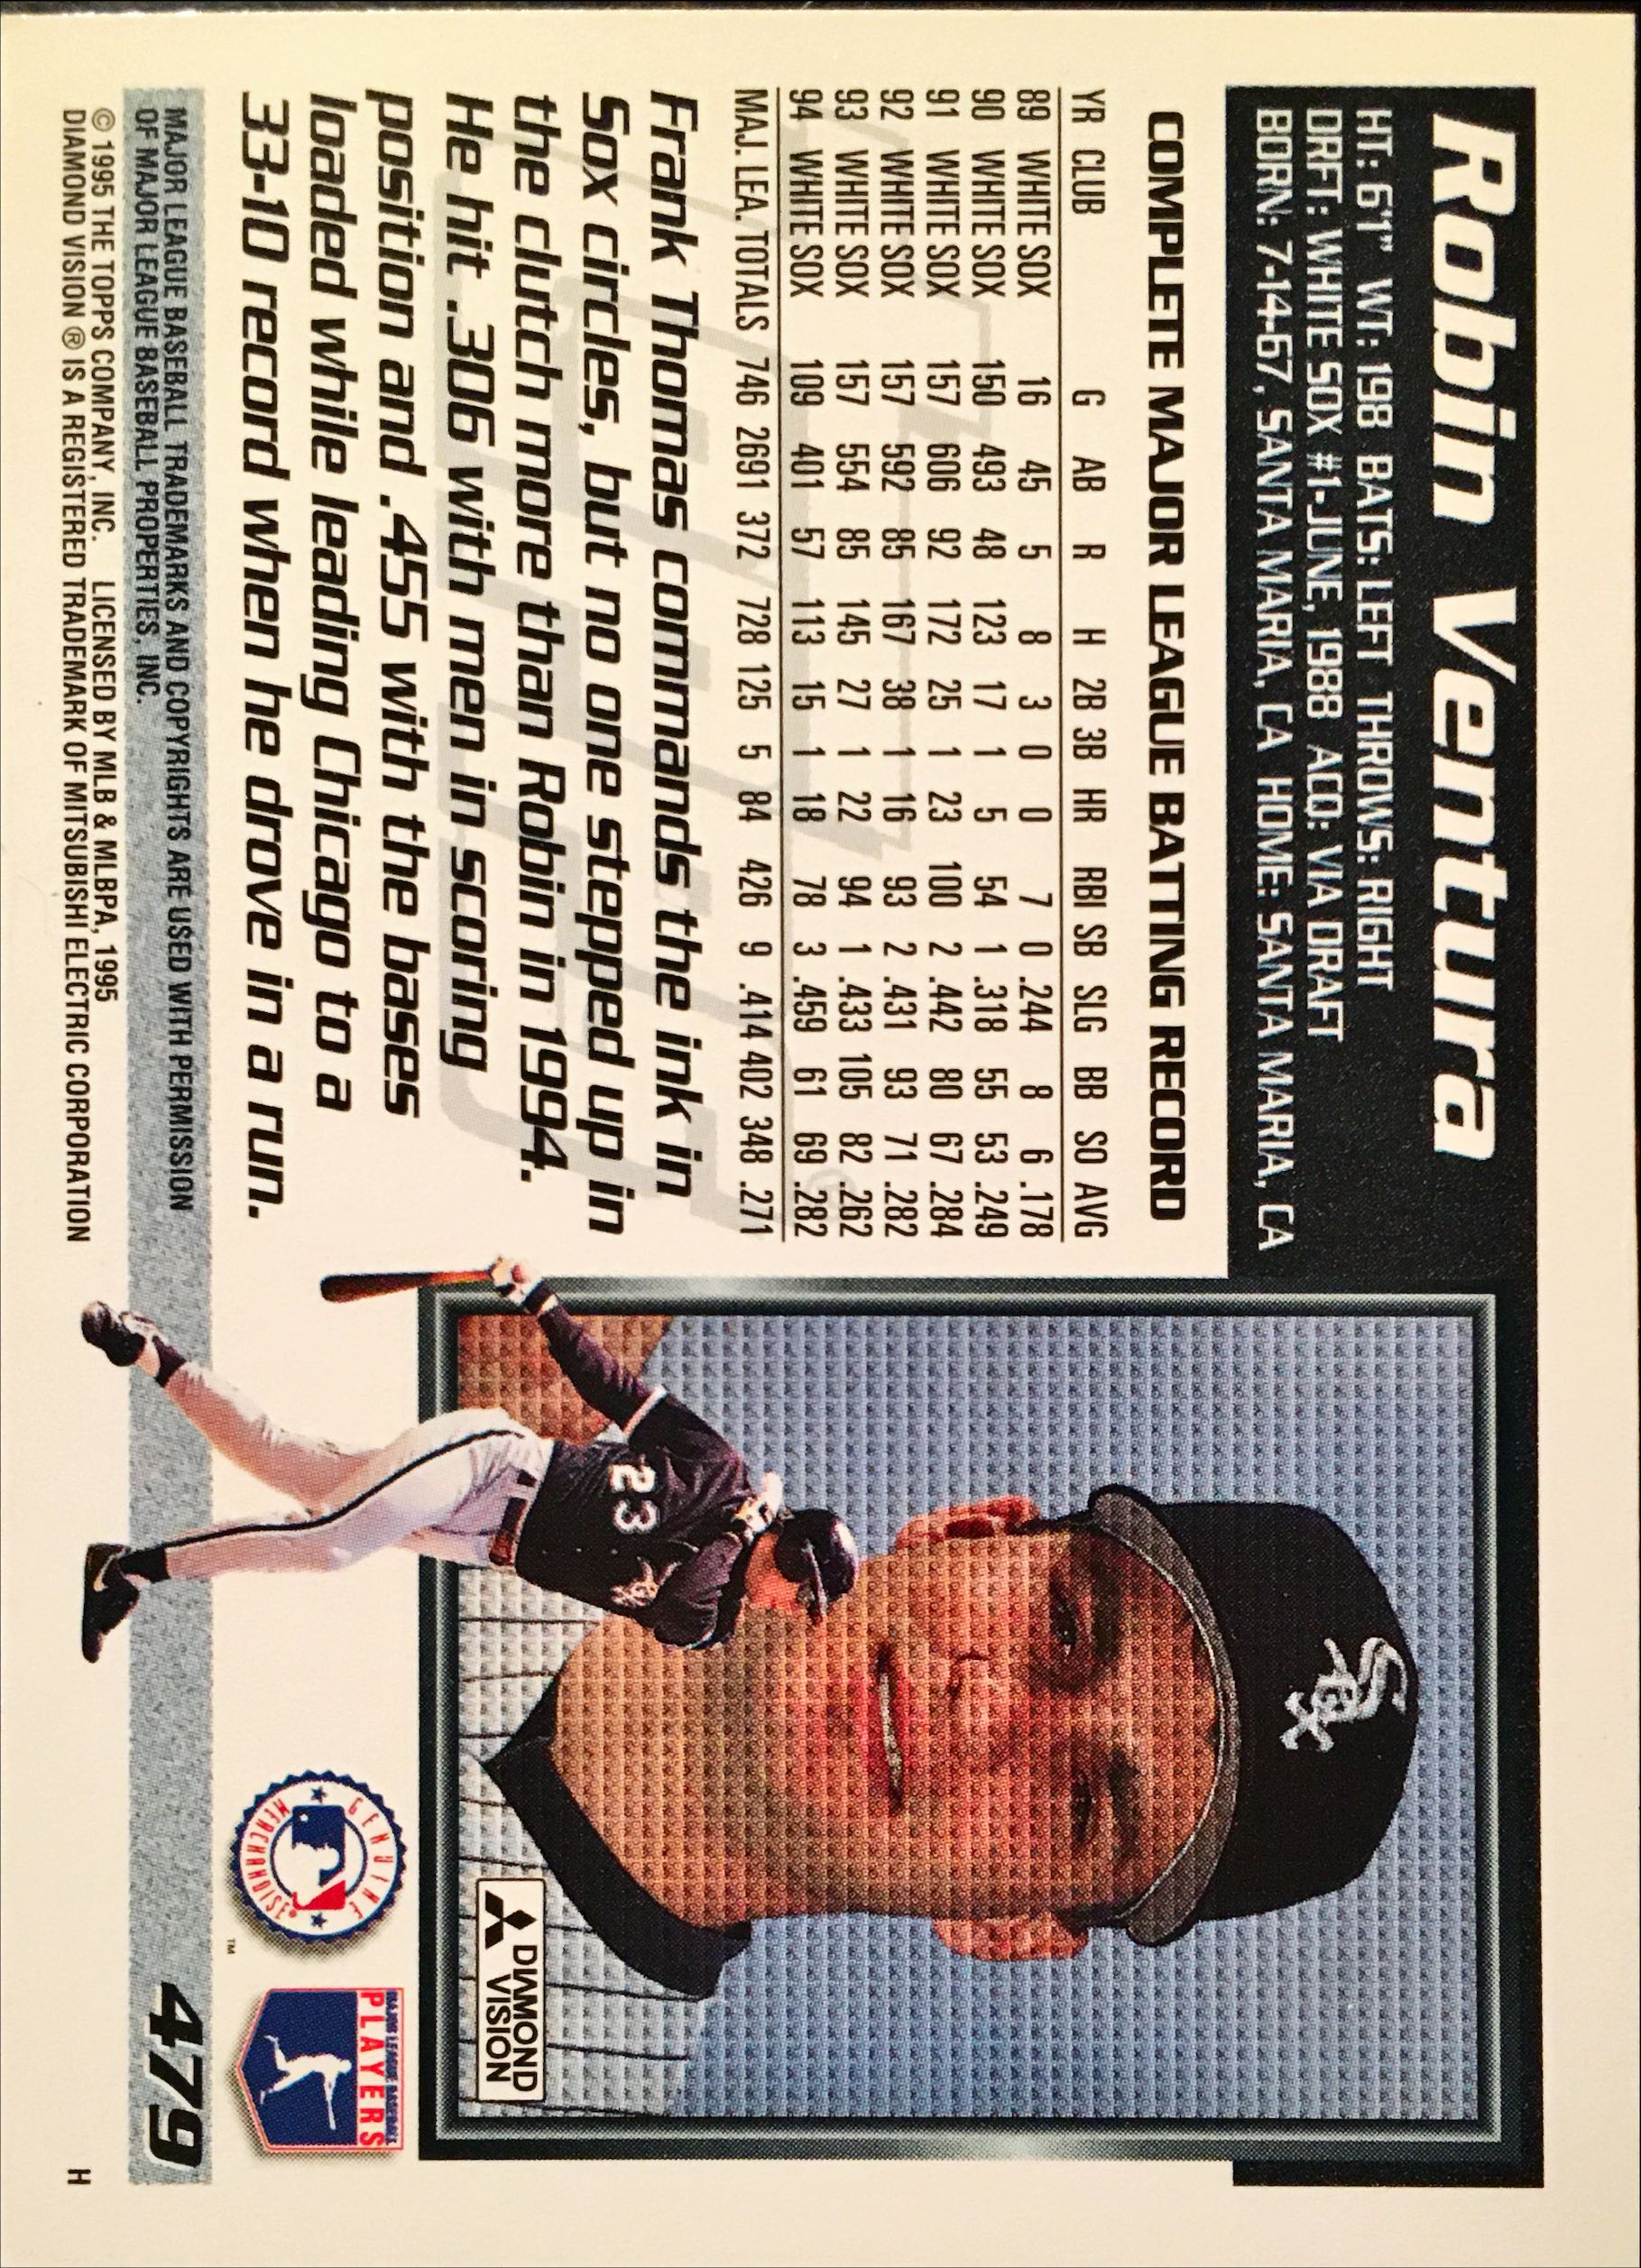 Robin Ventura
HT: 6'1" WT: 198 BATS: LEFT THROWS: RIGHT
DRFT: WHITE SOX #1-JUNE, 1988 ACQ: VIA DRAFT
BORN: 7-14-67, SANTA MARIA, CA HOME: SANTA MARIA, CA
COMPLETE MAJOR LEAGUE BATTING RECORD
YR CLUB G AB R H 2B 3B HR RBI SB SLG BB SO AVG
89 WHITE SOX 16 45 5 8 3 0 0 7 0 .244 8 6 .178
90 WHITE SOX 150 493 48 123 17 1 5 54 1 .318 55 53 .249
91 WHITE SOX 157 606 92 172 25 1 23 100 2 .442 80 67 .284
92 WHITE SOX 157 592 85 167 38 1 16 93 2 .431 93 71 .282
93 WHITE SOX 157 554 85 145 27 1 22 94 1 .433 105 82 .262
94 WHITE SOX 109 401 57 113 15 1 18 78 3 .459 61 69 .282
MAJ. LEA. TOTALS 746 2691 372 728 125 5 84 426 9 .414 402 348 .271
Frank Thomas commands the ink in
Sox circles, but no one stepped up in
the clutch more than Robin in 1994.
He hit .306 with men in scoring
position and .455 with the bases
loaded while leading Chicago to a
33-10 record when he drove in a run.
MAJOR LEAGUE BASEBALL TRADEMARKS AND COPYRIGHTS ARE USED WITH PERMISSION
OF MAJOR LEAGUE BASEBALL PROPERTIES, INC.
© 1995 THE TOPPS COMPANY, INC. LICENSED BY MLB & MLBPA, 1995
DIAMOND VISION ® IS A REGISTERED TRADEMARK OF MITSUBISHI ELECTRIC CORPORATION
Sox
23
Sox
DIAMOND
VISION
GENUINE
MERCHANDISE
TM
MAJOR LEAGUE BASEBALL
PLAYERS
479
H